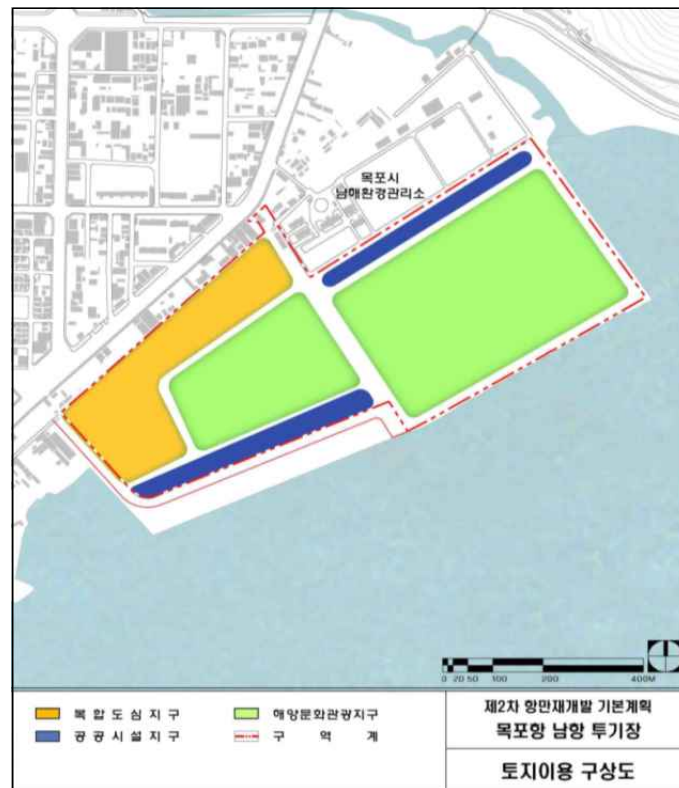 목포시
남해환경관리소
0 20 50 100 200 400M
복합도심지구
해양문화관광지구
공공시설지구
구역계
제2차 항만재개발 기본계획
목포항 남항 투기장
토지이용 구상도